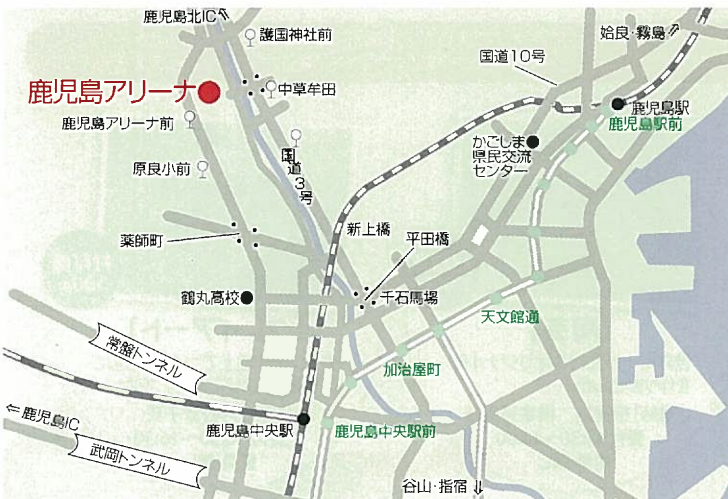 鹿児島北IC
護国神社前
姶良・霧島
国道10号
鹿児島アリーナ
中草牟田
鹿児島駅
鹿児島アリーナ前
鹿児島駅前
かごしま
県民交流
センター
国道3号
原良小前
新上橋
平田橋
薬師町
鶴丸高校
千石馬場
天文館通
常盤トンネル
加治屋町
鹿児島IC
鹿児島中央駅
鹿児島中央駅前
武岡トンネル
谷山・指宿